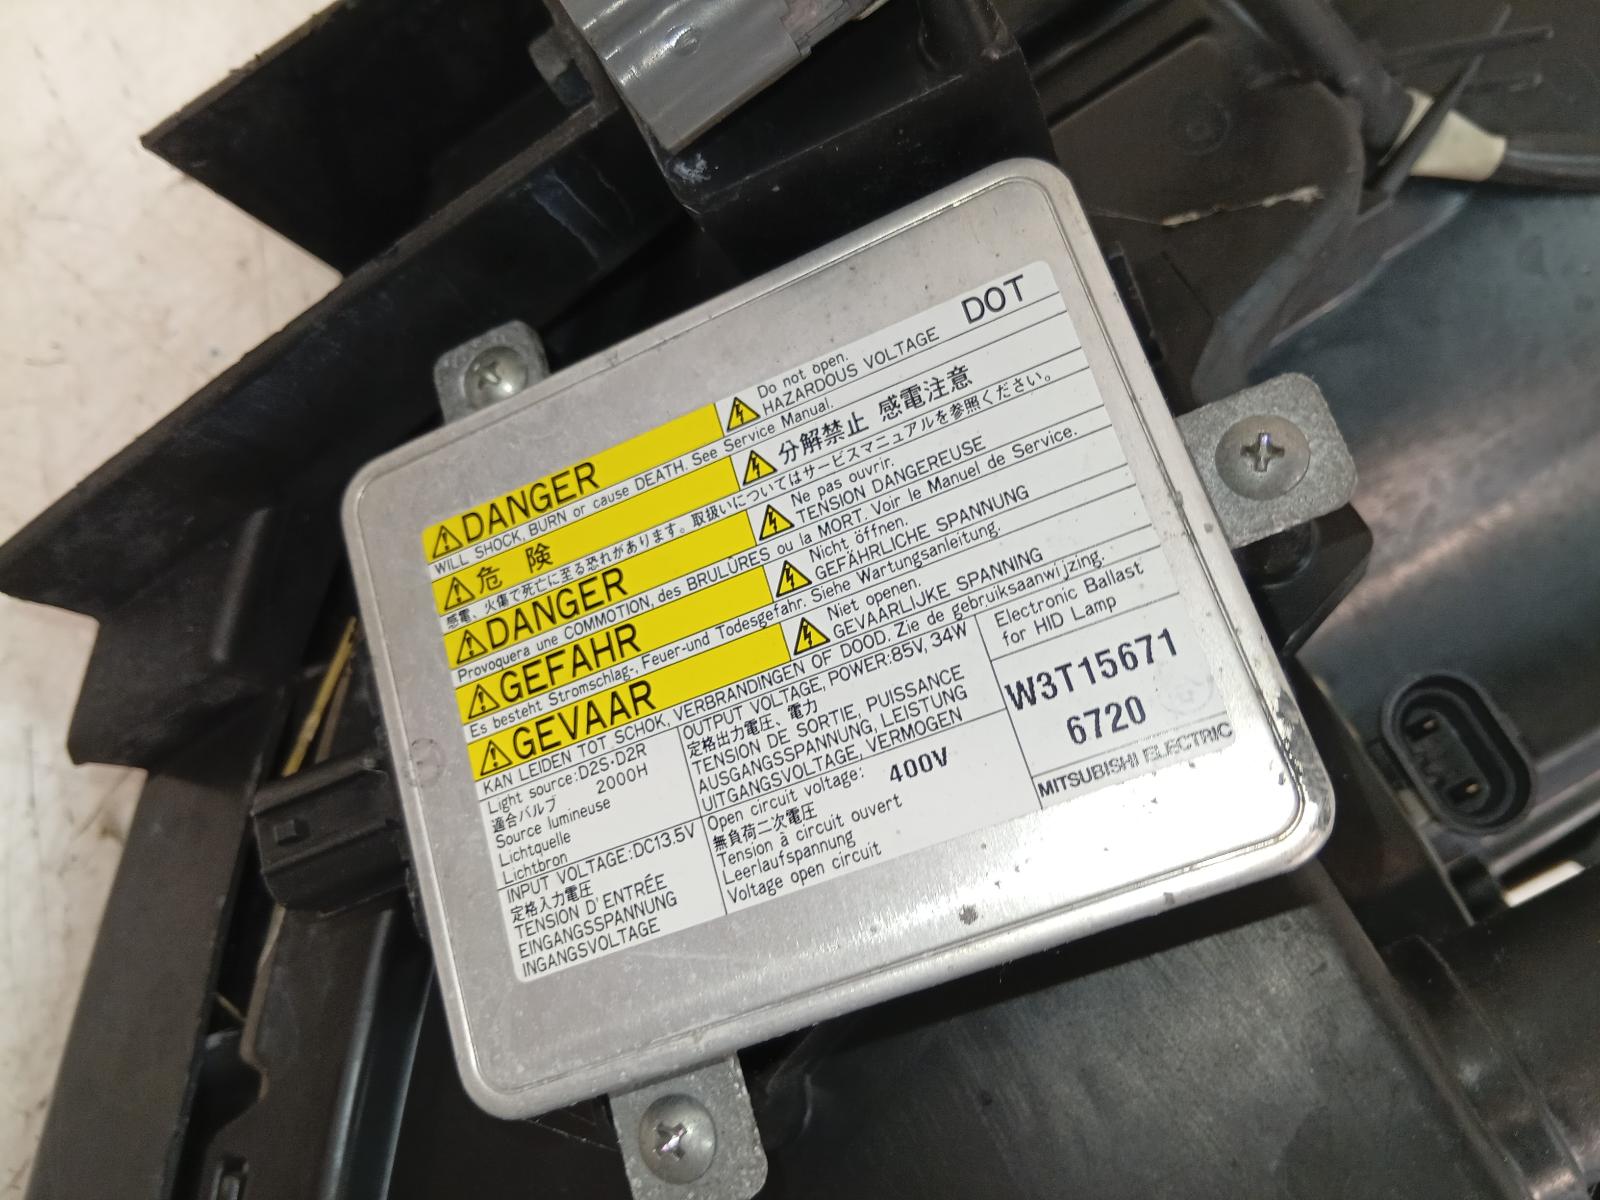 DANGER
Do not open.
HAZARDOUS VOLTAGE
DOT
WILL SHOCK, BURN or cause DEATH. See Service Manual.
危 険
分解禁止 感電注意
感電、火傷で死亡に至る恐れがあります。取扱いについてはサービスマニュアルを参照ください。
DANGER
Ne pas ouvrir.
TENSION DANGEREUSE
Provoquera une COMMOTION, des BRULÛRES ou la MORT. Voir le Manuel de Service.
GEFAHR
Nicht öffnen.
GEFÄHRLICHE SPANNUNG
Es besteht Stromschlag-, Feuer-und Todesgefahr. Siehe Wartungsanleitung.
GEVAAR
Niet openen.
GEVAARLIJKE SPANNING
KAN LEIDEN TOT SCHOK, VERBRANDINGEN OF DOOD. Zie de gebruiksaanwijzing.
Light source:D2S·D2R
適合バルブ 2000H
Source lumineuse
Lichtquelle
Lichtbron
INPUT VOLTAGE:DC13.5V
定格入力電圧
TENSION D'ENTRÉE
EINGANGSSPANNUNG
INGANGSVOLTAGE
OUTPUT VOLTAGE, POWER:85V, 34W
定格出力電圧、電力
TENSION DE SORTIE, PUISSANCE
AUSGANGSSPANNUNG, LEISTUNG
UITGANGSVOLTAGE, VERMOGEN
Open circuit voltage: 400V
無負荷二次電圧
Tension à circuit ouvert
Leerlaufspannung
Voltage open circuit
Electronic Ballast
for HID Lamp
W3T15671
6720
MITSUBISHI ELECTRIC